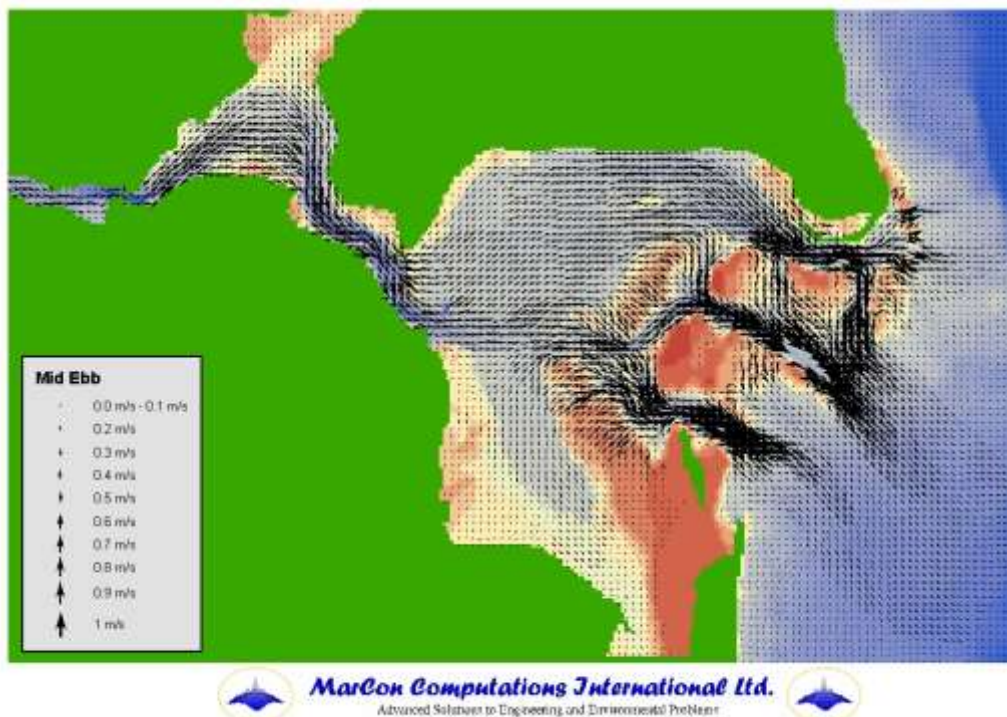 Mid Ebb
0.0 m/s - 0.1 m/s
0.2 m/s
0.3 m/s
0.4 m/s
0.5 m/s
0.6 m/s
0.7 m/s
0.8 m/s
0.9 m/s
1 m/s
MarCon Computations International Ltd.
Advanced Solutions to Engineering and Environmental Problems